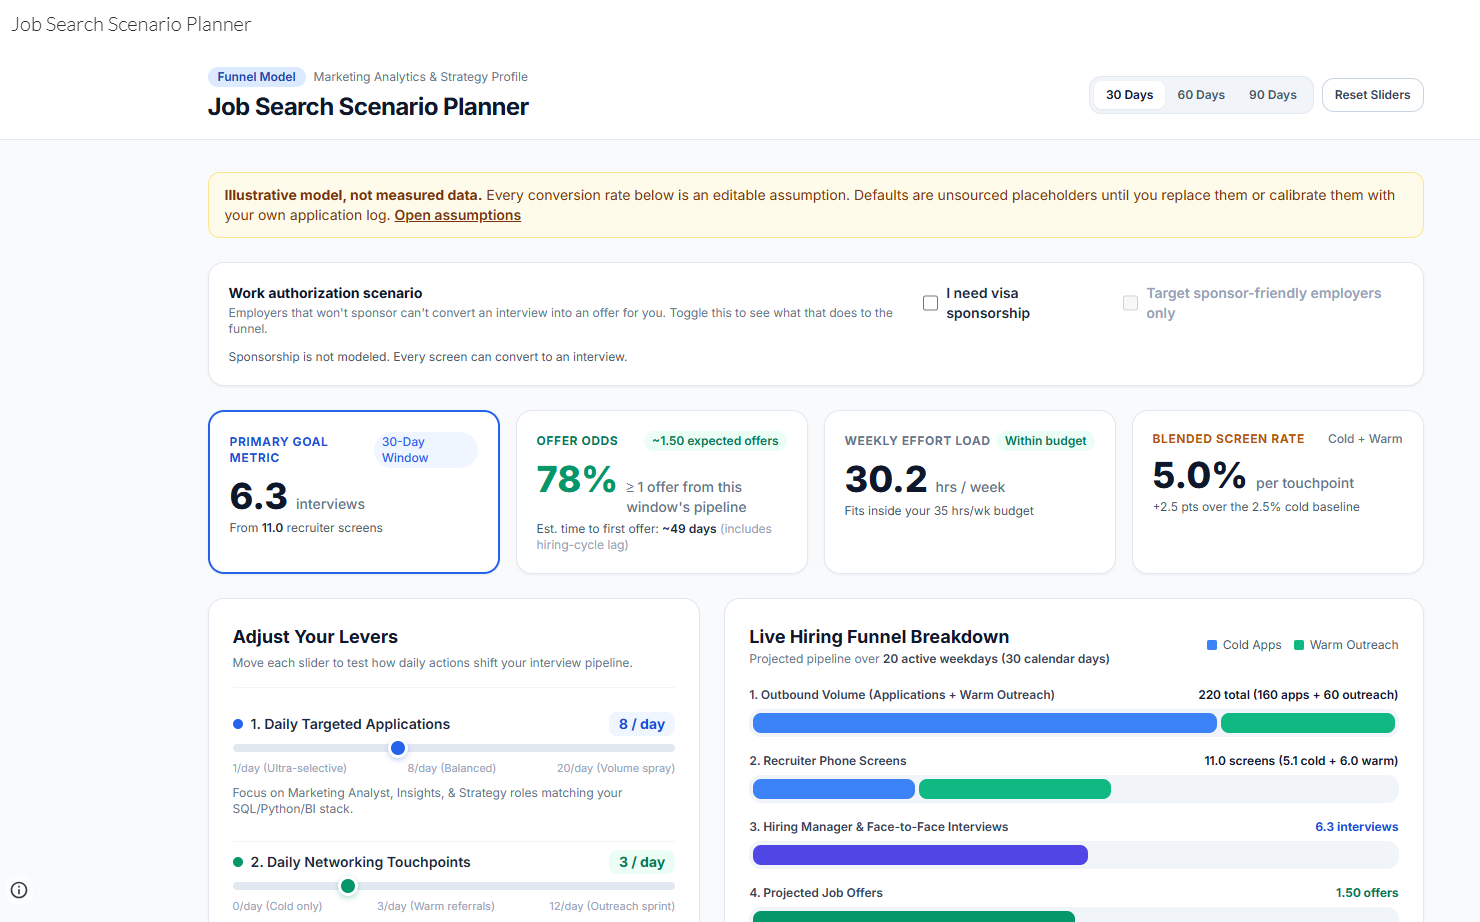 Job Search Scenario Planner
Funnel Model
Marketing Analytics & Strategy Profile
Job Search Scenario Planner
30 Days
60 Days
90 Days
Reset Sliders
Illustrative model, not measured data. Every conversion rate below is an editable assumption. Defaults are unsourced placeholders until you replace them or calibrate them with
your own application log. Open assumptions
Work authorization scenario
Employers that won't sponsor can't convert an interview into an offer for you. Toggle this to see what that does to the
funnel.
Sponsorship is not modeled. Every screen can convert to an interview.
I need visa
sponsorship
Target sponsor-friendly employers
only
PRIMARY GOAL
METRIC
30-Day
Window
6.3 interviews
From 11.0 recruiter screens
OFFER ODDS
~1.50 expected offers
78% ≥ 1 offer from this
window's pipeline
Est. time to first offer: ~49 days (includes
hiring-cycle lag)
WEEKLY EFFORT LOAD
Within budget
30.2 hrs / week
Fits inside your 35 hrs/wk budget
BLENDED SCREEN RATE
Cold + Warm
5.0% per touchpoint
+2.5 pts over the 2.5% cold baseline
Adjust Your Levers
Move each slider to test how daily actions shift your interview pipeline.
1. Daily Targeted Applications
8 / day
1/day (Ultra-selective)
8/day (Balanced)
20/day (Volume spray)
Focus on Marketing Analyst, Insights, & Strategy roles matching your
SQL/Python/BI stack.
2. Daily Networking Touchpoints
3 / day
0/day (Cold only)
3/day (Warm referrals)
12/day (Outreach sprint)
Live Hiring Funnel Breakdown
Projected pipeline over 20 active weekdays (30 calendar days)
Cold Apps
Warm Outreach
1. Outbound Volume (Applications + Warm Outreach)
220 total (160 apps + 60 outreach)
2. Recruiter Phone Screens
11.0 screens (5.1 cold + 6.0 warm)
3. Hiring Manager & Face-to-Face Interviews
6.3 interviews
4. Projected Job Offers
1.50 offers